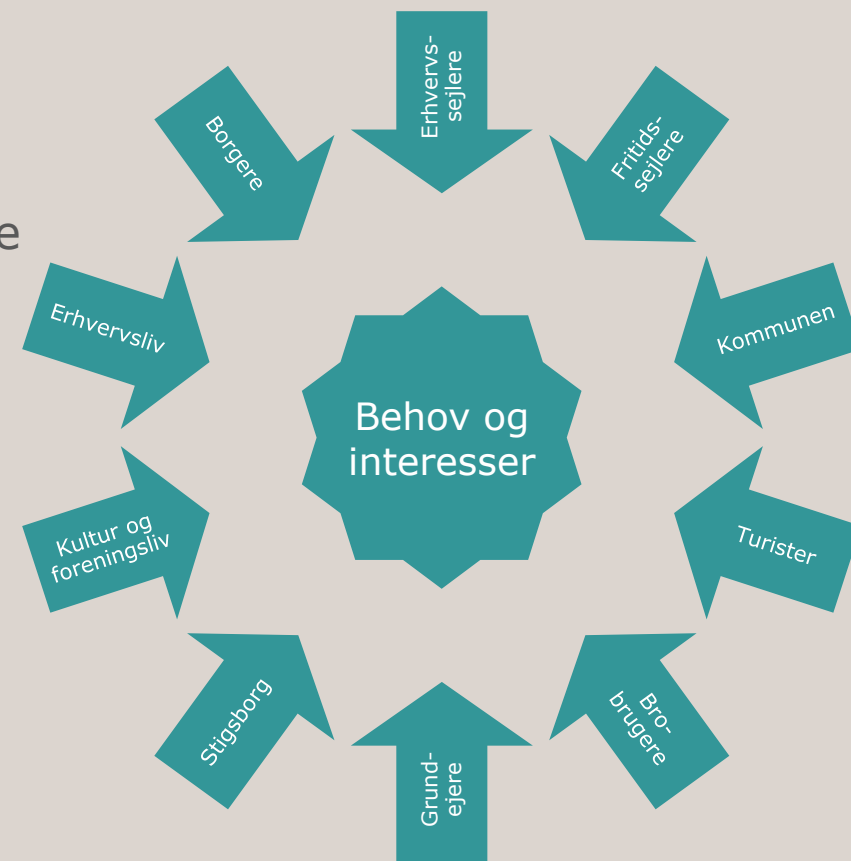 Erhvervs-
sejlere
Fritids-
sejlere
Kommunen
Turister
Bro-
brugere
Grund-
ejere
Stigsborg
Kultur og
foreningsliv
Erhvervsliv
Borgere
Behov og
interesser